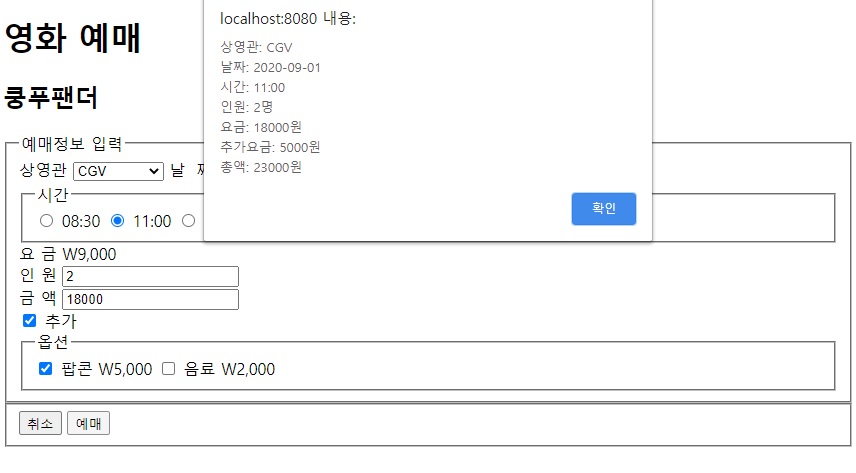 영화 예매
쿵푸팬더
localhost:8080 내용:
상영관: CGV
날짜: 2020-09-01
시간: 11:00
인원: 2명
요금: 18000원
추가요금: 5000원
총액: 23000원
확인
예매정보 입력
상영관 CGV 날 짜
시간
08:30 11:00
요 금 W9,000
인 원 2
금 액 18000
추가
옵션
팝콘 W5,000 음료 W2,000
취소 예매